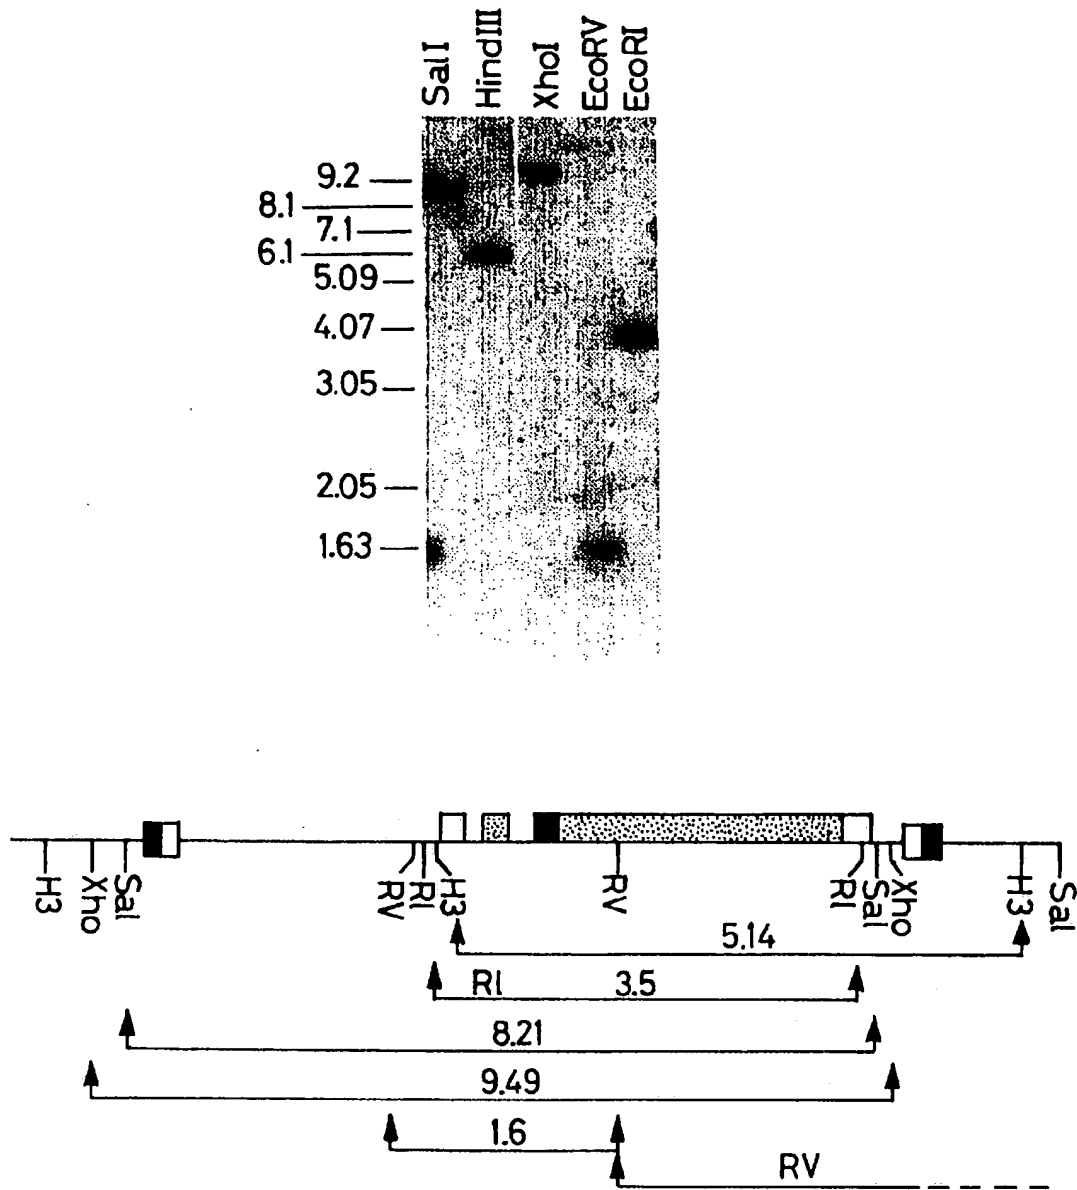 SalI
HindIII
XhoI
EcoRV
EcoRI
9.2
8.1
7.1
6.1
5.09
4.07
3.05
2.05
1.63
H3
Xho
Sal
RV
RI
H3
RV
RI
Sal
Xho
H3
Sal
5.14
RI
3.5
8.21
9.49
1.6
RV